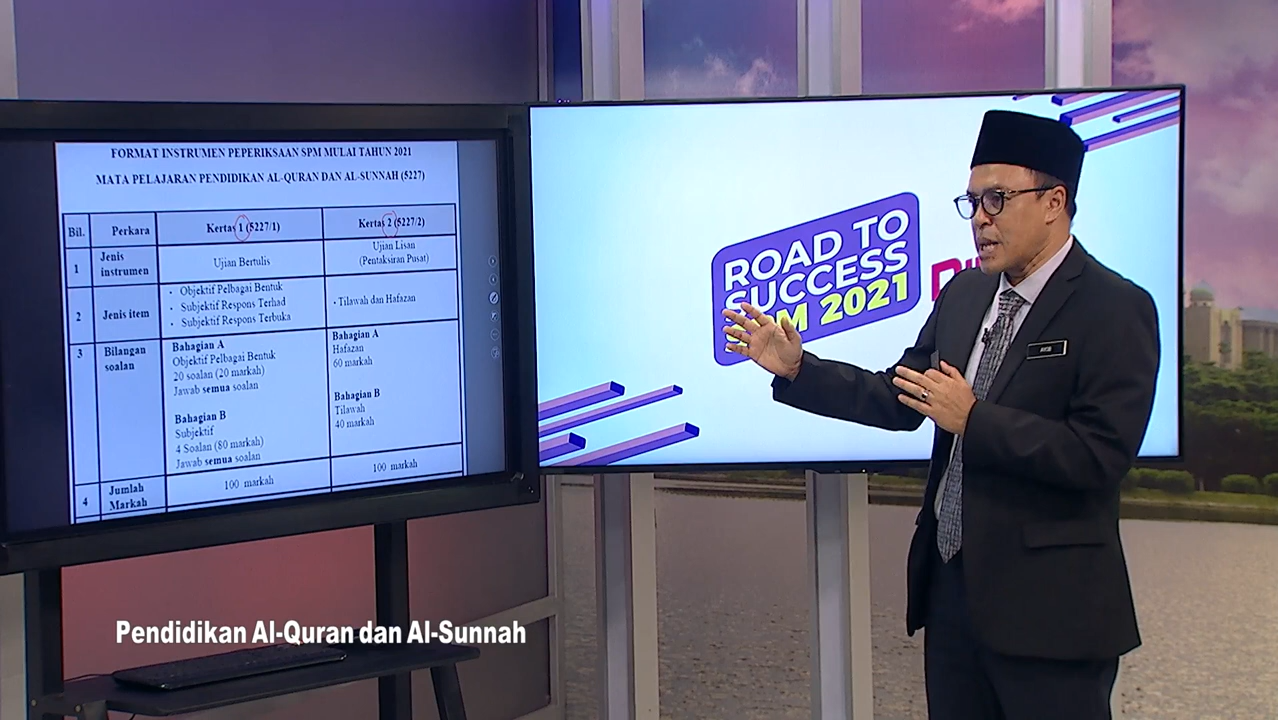 FORMAT INSTRUMEN PEPERIKSAAN SPM MULAI TAHUN 2021
MATA PELAJARAN PENDIDIKAN AL-QURAN DAN AL-SUNNAH (5227)
Bil.
Perkara
Kertas 1 (5227/1)
Kertas 2 (5227/2)
1
Jenis
instrumen
Ujian Bertulis
Ujian Lisan
(Pentaksiran Pusat)
2
Jenis item
• Objektif Pelbagai Bentuk
• Subjektif Respons Terhad
• Subjektif Respons Terbuka
• Tilawah dan Hafazan
3
Bilangan
soalan
Bahagian A
Objektif Pelbagai Bentuk
20 soalan (20 markah)
Jawab semua soalan
Bahagian B
Subjektif
4 Soalan (80 markah)
Jawab semua soalan
Bahagian A
Hafazan
60 markah
Bahagian B
Tilawah
40 markah
4
Jumlah
Markah
100 markah
100 markah
ROAD TO
SUCCESS
SPM 2021
Pendidikan Al-Quran dan Al-Sunnah